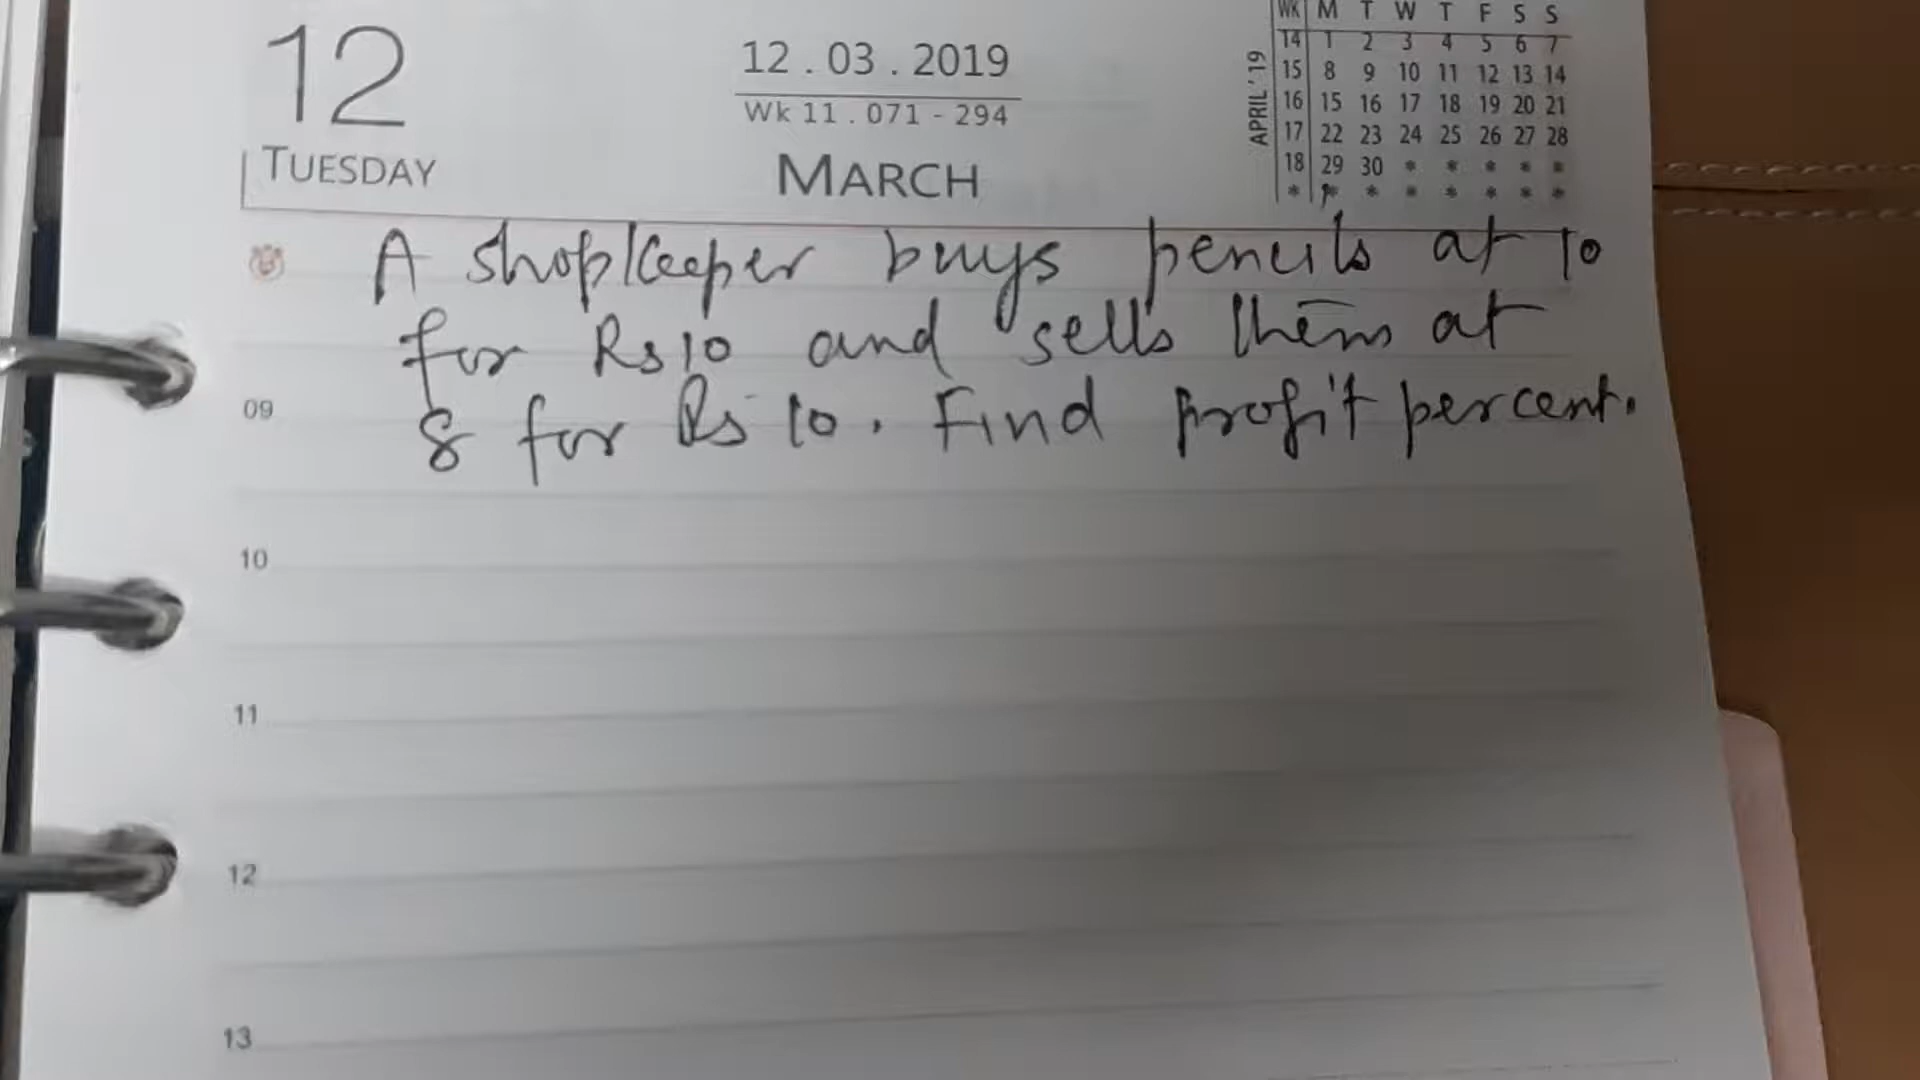 12
TUESDAY
12 . 03 . 2019
Wk 11 . 071 - 294
MARCH
APRIL ' 19
WK M T W T F S S
14 1 2 3 4 5 6 7
15 8 9 10 11 12 13 14
16 15 16 17 18 19 20 21
17 22 23 24 25 26 27 28
18 29 30 * * * * *
* * * * * * * *
A shopkeeper buys pencils at 10
for Rs 10 and sells them at
09
8 for Rs 10. Find profit percent.
10
11
12
13